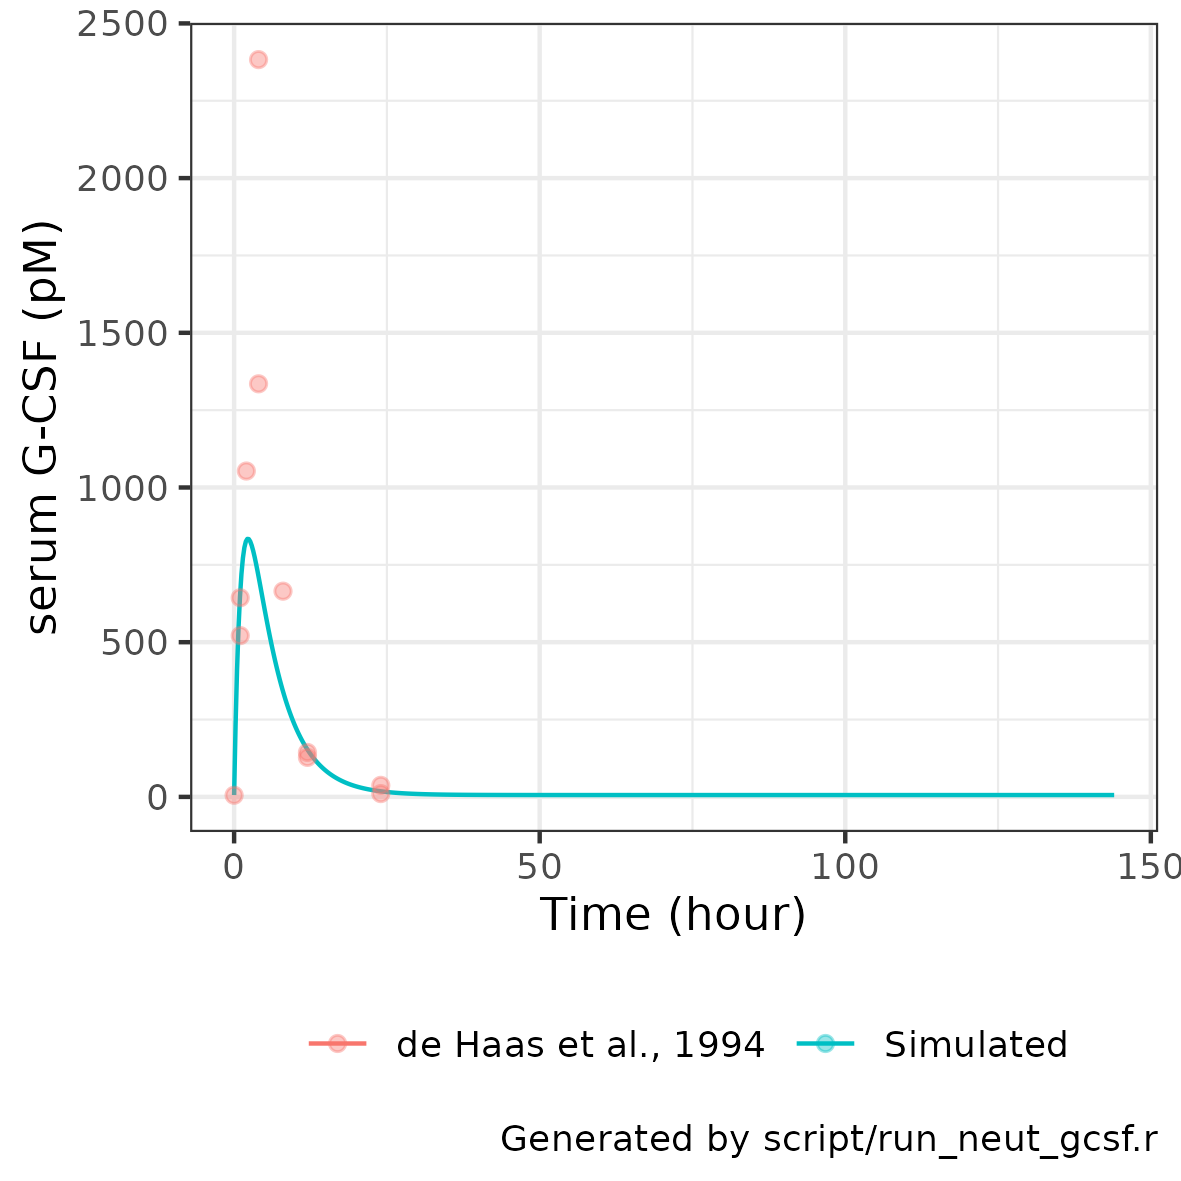 2500
2000
1500
1000
500
0
serum G-CSF (pM)
0 50 100 150
Time (hour)
de Haas et al., 1994 Simulated
Generated by script/run_neut_gcsf.r